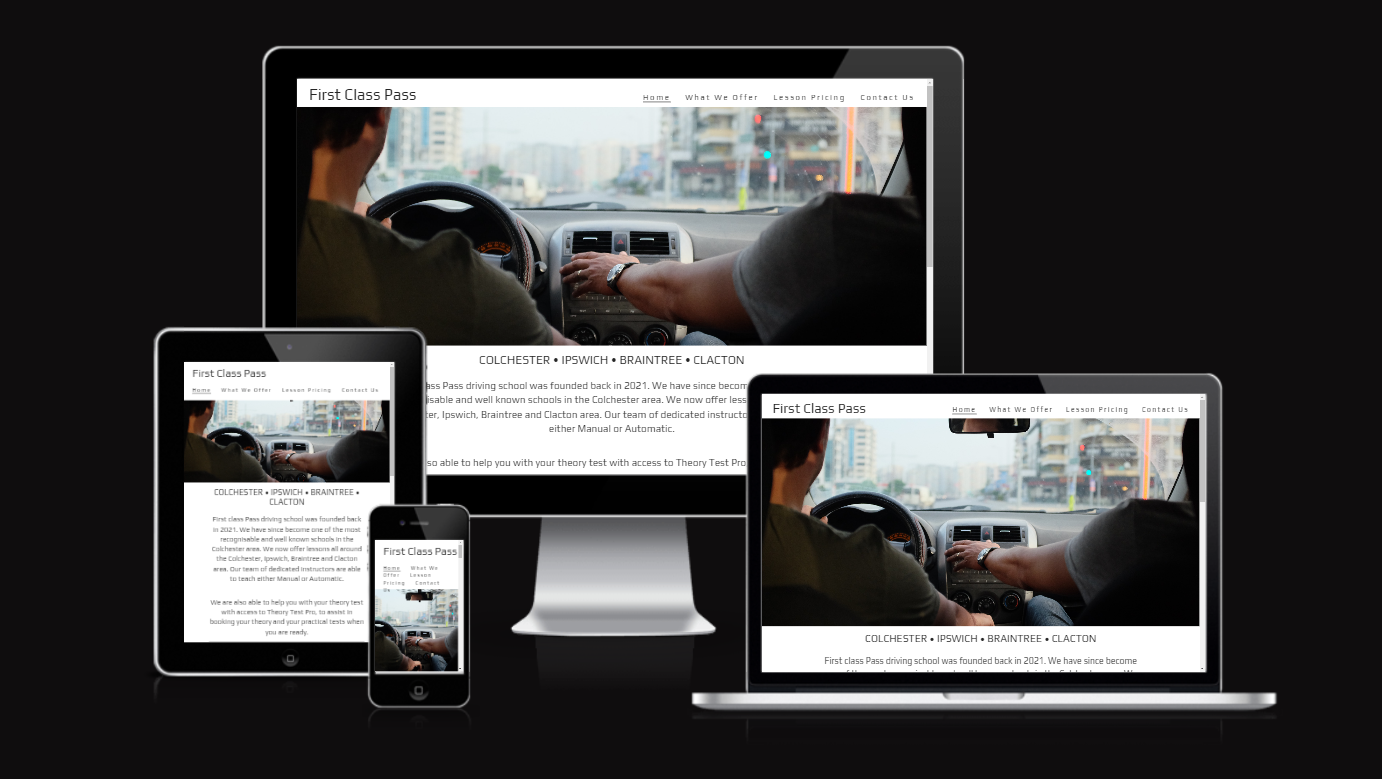 First Class Pass
Home What We Offer Lesson Pricing Contact Us
COLCHESTER • IPSWICH • BRAINTREE • CLACTON
ass Pass driving school was founded back in 2021. We have since becom
isable and well known schools in the Colchester area. We now offer less
ter, Ipswich, Braintree and Clacton area. Our team of dedicated instructo
either Manual or Automatic.
so able to help you with your theory test with access to Theory Test Pro
First Class Pass
Home What We Offer Lesson Pricing Contact Us
COLCHESTER • IPSWICH • BRAINTREE •
CLACTON
First class Pass driving school was founded back
in 2021. We have since become one of the most
recognisable and well known schools in the
Colchester area. We now offer lessons all around
the Colchester, Ipswich, Braintree and Clacton
area. Our team of dedicated instructors are able
to teach either Manual or Automatic.
We are also able to help you with your theory test
with access to Theory Test Pro, to assist in
booking your theory and your practical tests when
you are ready.
First Class Pass
Home What We
Offer Lesson
Pricing Contact
Us
First Class Pass
Home What We Offer Lesson Pricing Contact Us
COLCHESTER • IPSWICH • BRAINTREE • CLACTON
First class Pass driving school was founded back in 2021. We have since become